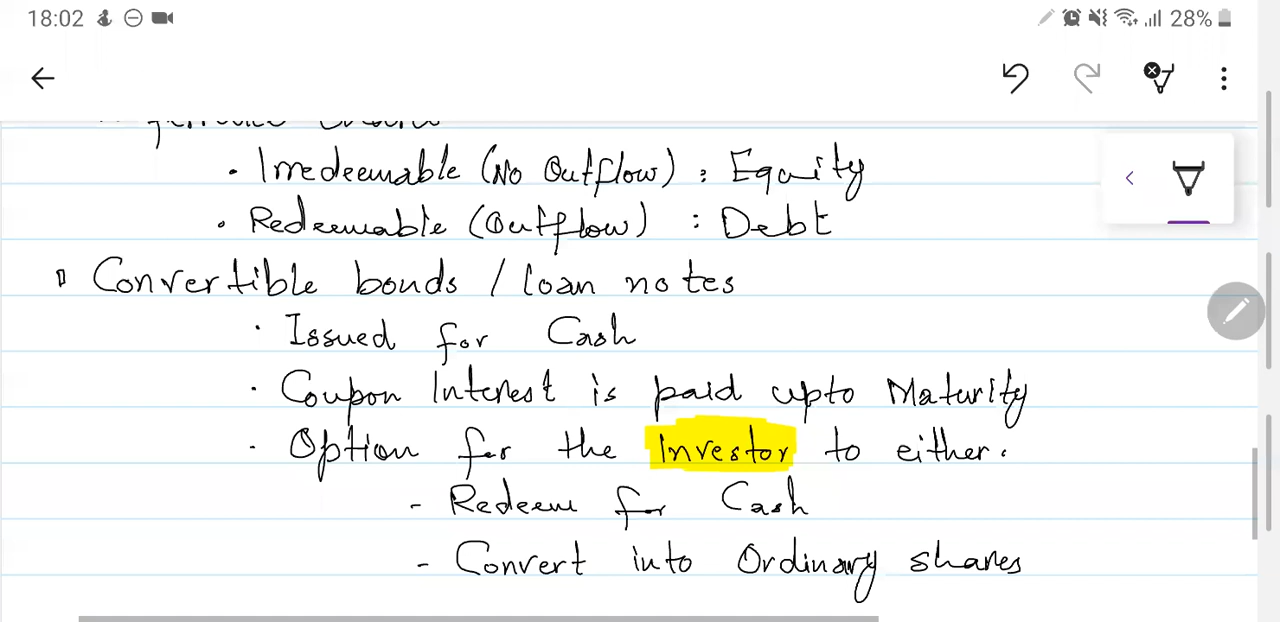 18:02 28%
• Irredeemable (No Outflow) : Equity
• Redeemable (Outflow) : Debt
Convertible bonds / loan notes
• Issued for Cash
• Coupon Interest is paid upto Maturity
• Option for the Investor to either.
- Redeem for Cash
- Convert into Ordinary shares